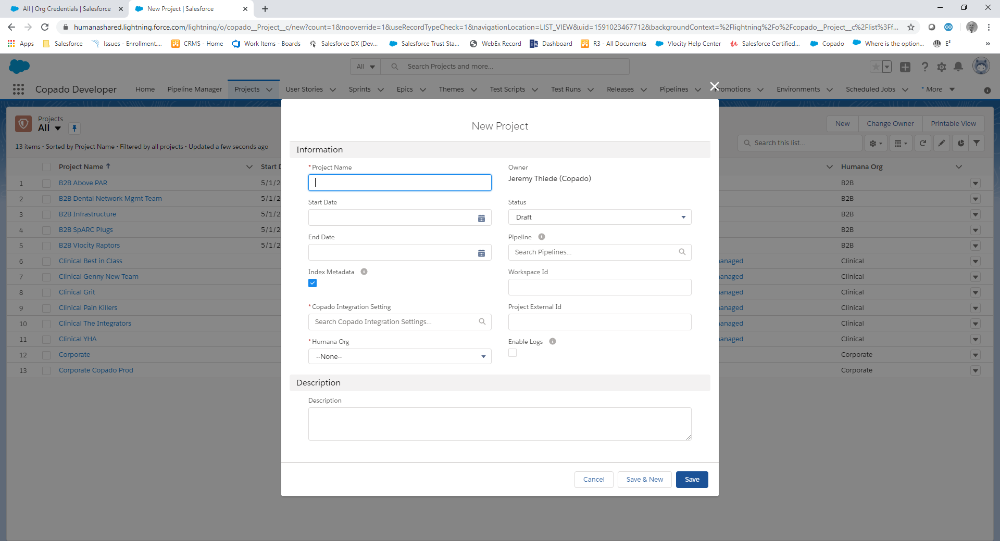 All | Org Credentials | Salesforce
New Project | Salesforce
humanashared.lightning.force.com/lightning/o/copado__Project__c/new?count=1&nooverride=1&useRecordTypeCheck=1&navigationLocation=LIST_VIEW&uid=1591023467712&backgroundContext=%2Flightning%2Fo%2Fcopado__Project__c%2Flist%3Ff...
Apps Salesforce Issues - Enrollment.... CRMS - Home Work Items - Boards Salesforce DX (Dev... Salesforce Trust Sta... WebEx Record Dashboard R3 - All Documents Vlocity Help Center Salesforce Certified... Copado Where is the option... E³ »
All Search Projects and more...
Copado Developer Home Pipeline Manager Projects User Stories Sprints Epics Themes Test Scripts Test Runs Releases Pipelines Promotions Environments Scheduled Jobs * More
Projects
All
New Change Owner Printable View
13 items • Sorted by Project Name • Filtered by all projects • Updated a few seconds ago
Search this list...
Project Name ↑ Start D Humana Org
1 B2B Above PAR 5/1/2 B2B
2 B2B Dental Network Mgmt Team 5/1/2 B2B
3 B2B Infrastructure 5/1/2 B2B
4 B2B SpARC Plugs 5/1/2 B2B
5 B2B Vlocity Raptors 5/1/2 B2B
6 Clinical Best in Class anaged Clinical
7 Clinical Genny New Team anaged Clinical
8 Clinical Grit anaged Clinical
9 Clinical Pain Killers anaged Clinical
10 Clinical The Integrators anaged Clinical
11 Clinical YHA anaged Clinical
12 Corporate Corporate
13 Corporate Copado Prod Corporate
New Project
Information
*Project Name
Owner
Jeremy Thiede (Copado)
Start Date
Status
Draft
End Date
Pipeline
Search Pipelines...
Index Metadata
Workspace Id
*Copado Integration Setting
Search Copado Integration Settings...
Project External Id
*Humana Org
--None--
Enable Logs
Description
Description
Cancel Save & New Save